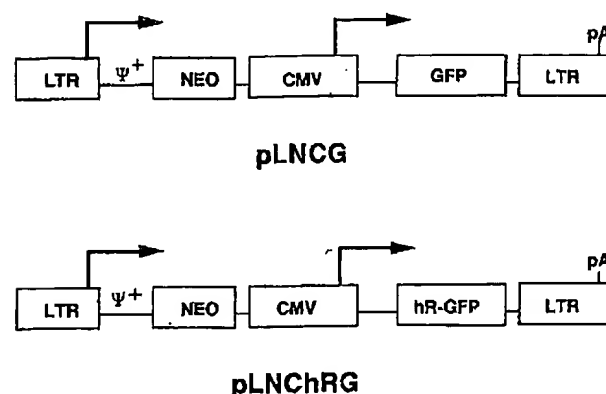 pA
LTR Ψ+ NEO CMV GFP LTR
pLNCG
pA
LTR Ψ+ NEO CMV hR-GFP LTR
pLNChRG